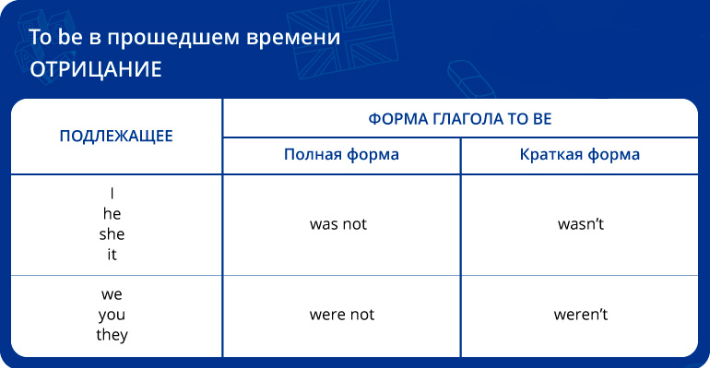 To be в прошедшем времени
ОТРИЦАНИЕ
ПОДЛЕЖАЩЕЕ
ФОРМА ГЛАГОЛА TO BE
Полная форма
Краткая форма
I
he
she
it
was not
wasn’t
we
you
they
were not
weren’t